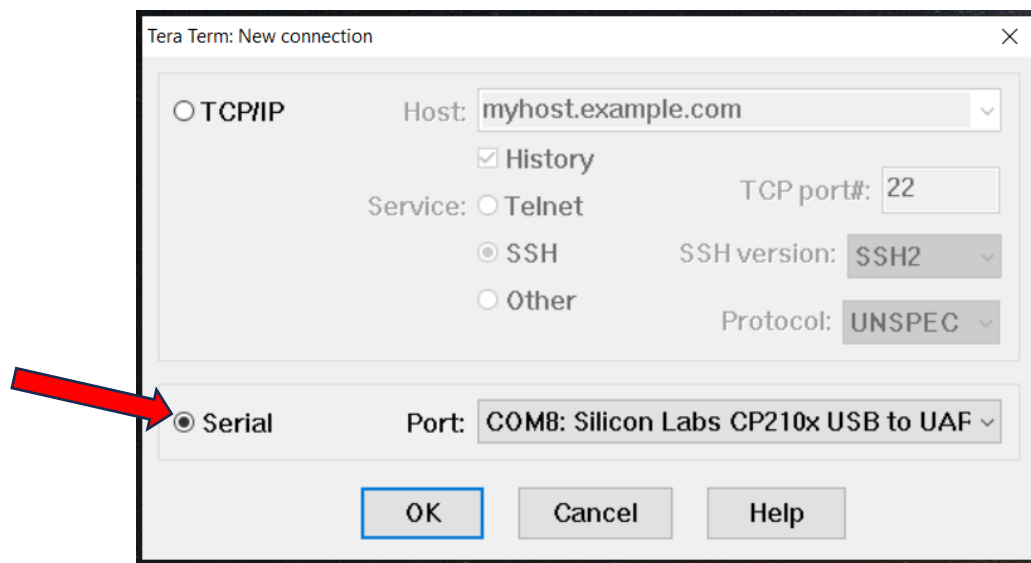 Tera Term: New connection
TCP/IP Host: myhost.example.com
History
Service: Telnet TCP port#: 22
SSH SSH version: SSH2
Other Protocol: UNSPEC
Serial Port: COM8: Silicon Labs CP210x USB to UAR
OK Cancel Help